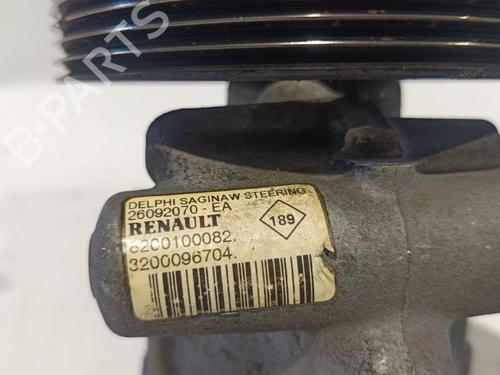 B-PARTS
DELPHI SAGINAW STEERING
26092070 - EA
RENAULT
189
8200100082.
3200096704.